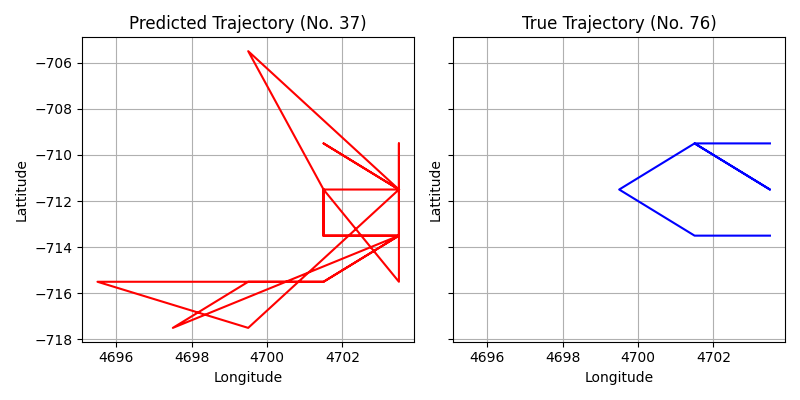 Predicted Trajectory (No. 37)
True Trajectory (No. 76)
Lattitude
−706
−708
−710
−712
−714
−716
−718
4696
4698
4700
4702
Longitude
Lattitude
4696
4698
4700
4702
Longitude